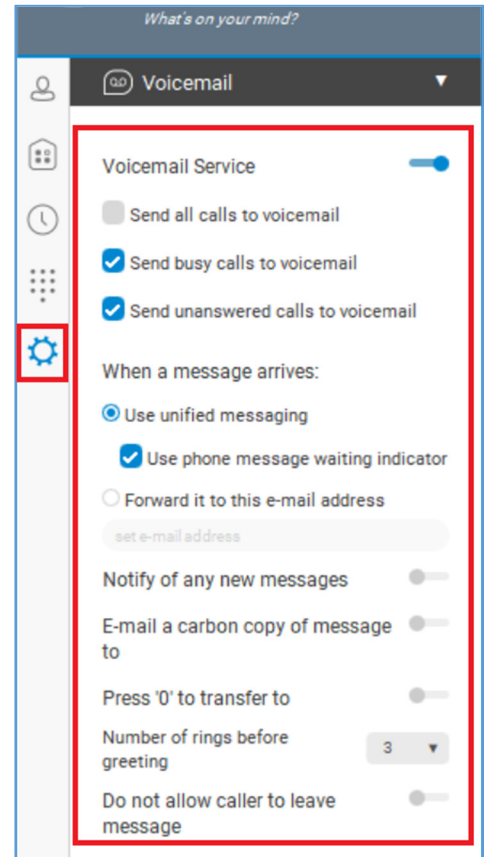 What's on your mind?
Voicemail
Voicemail Service
Send all calls to voicemail
Send busy calls to voicemail
Send unanswered calls to voicemail
When a message arrives:
Use unified messaging
Use phone message waiting indicator
Forward it to this e-mail address
set e-mail address
Notify of any new messages
E-mail a carbon copy of message
to
Press '0' to transfer to
Number of rings before
greeting
3
Do not allow caller to leave
message